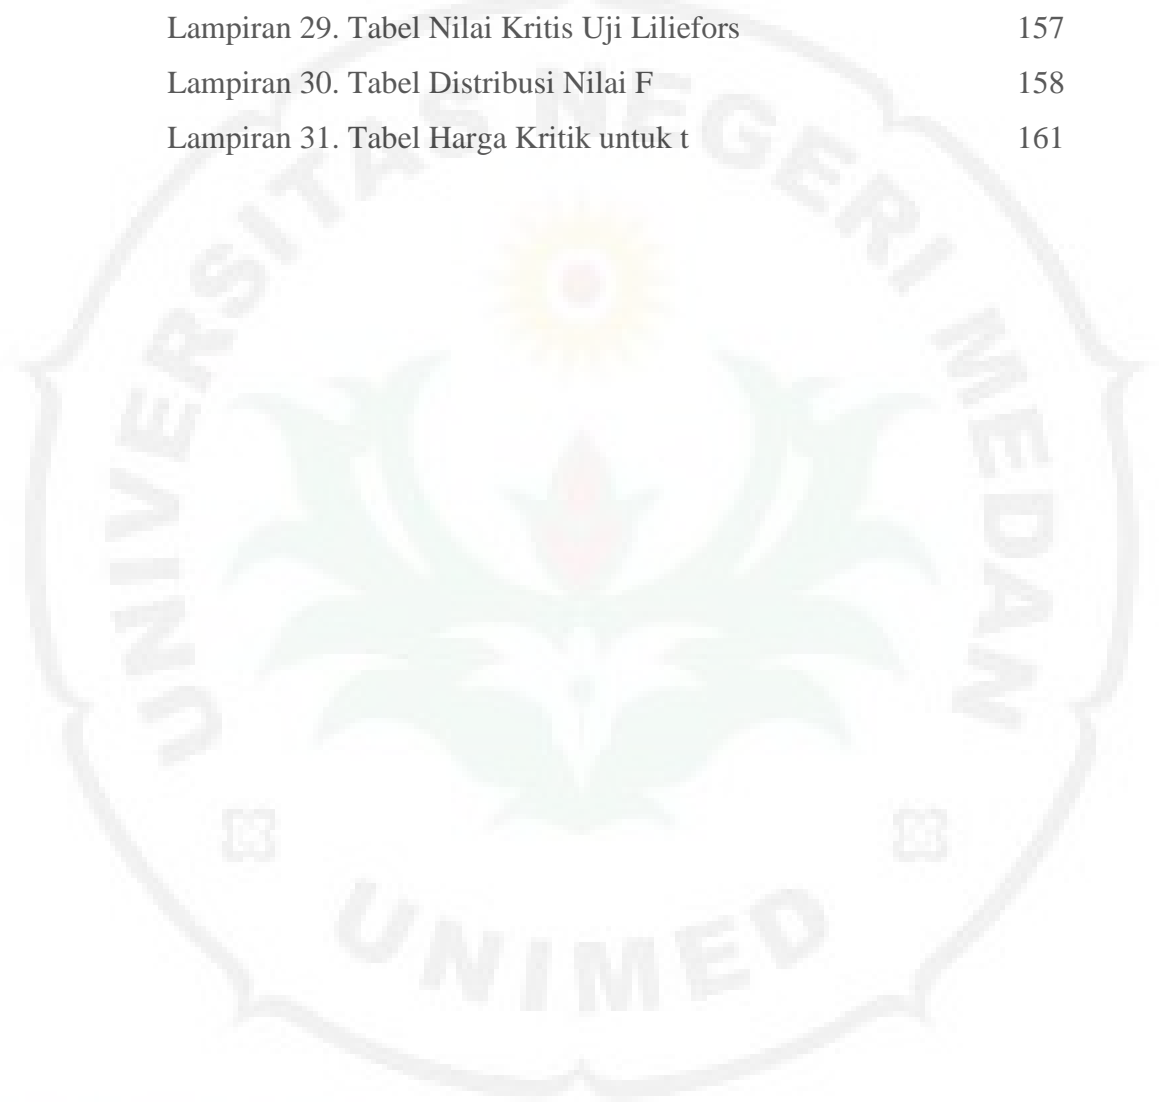 Lampiran 29. Tabel Nilai Kritis Uji Liliefors 157
Lampiran 30. Tabel Distribusi Nilai F 158
Lampiran 31. Tabel Harga Kritik untuk t 161
UNIVERSITAS NEGERI MEDAN
UNIMED